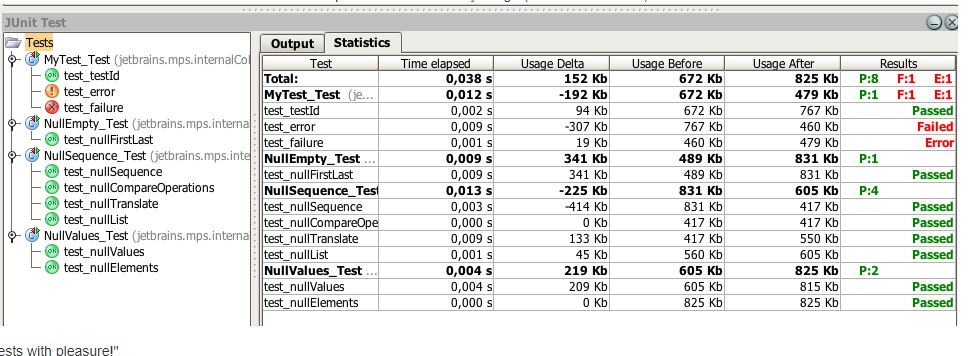 JUnit Test
Tests
MyTest_Test (jetbrains.mps.internalCol
test_testId
test_error
test_failure
NullEmpty_Test (jetbrains.mps.interna
test_nullFirstLast
NullSequence_Test (jetbrains.mps.inte
test_nullSequence
test_nullCompareOperations
test_nullTranslate
test_nullList
NullValues_Test (jetbrains.mps.interna
test_nullValues
test_nullElements
Output Statistics
Test Time elapsed Usage Delta Usage Before Usage After Results
Total: 0,038 s 152 Kb 672 Kb 825 Kb P:8 F:1 E:1
MyTest_Test (je... 0,012 s -192 Kb 672 Kb 479 Kb P:1 F:1 E:1
test_testId 0,002 s 94 Kb 672 Kb 767 Kb Passed
test_error 0,009 s -307 Kb 767 Kb 460 Kb Failed
test_failure 0,001 s 19 Kb 460 Kb 479 Kb Error
NullEmpty_Test ... 0,009 s 341 Kb 489 Kb 831 Kb P:1
test_nullFirstLast 0,009 s 341 Kb 489 Kb 831 Kb Passed
NullSequence_Test 0,013 s -225 Kb 831 Kb 605 Kb P:4
test_nullSequence 0,003 s -414 Kb 831 Kb 417 Kb Passed
test_nullCompareOpe 0,000 s 0 Kb 417 Kb 417 Kb Passed
test_nullTranslate 0,009 s 133 Kb 417 Kb 550 Kb Passed
test_nullList 0,001 s 45 Kb 560 Kb 605 Kb Passed
NullValues_Test ... 0,004 s 219 Kb 605 Kb 825 Kb P:2
test_nullValues 0,004 s 209 Kb 605 Kb 815 Kb Passed
test_nullElements 0,000 s 0 Kb 825 Kb 825 Kb Passed
ests with pleasure!"